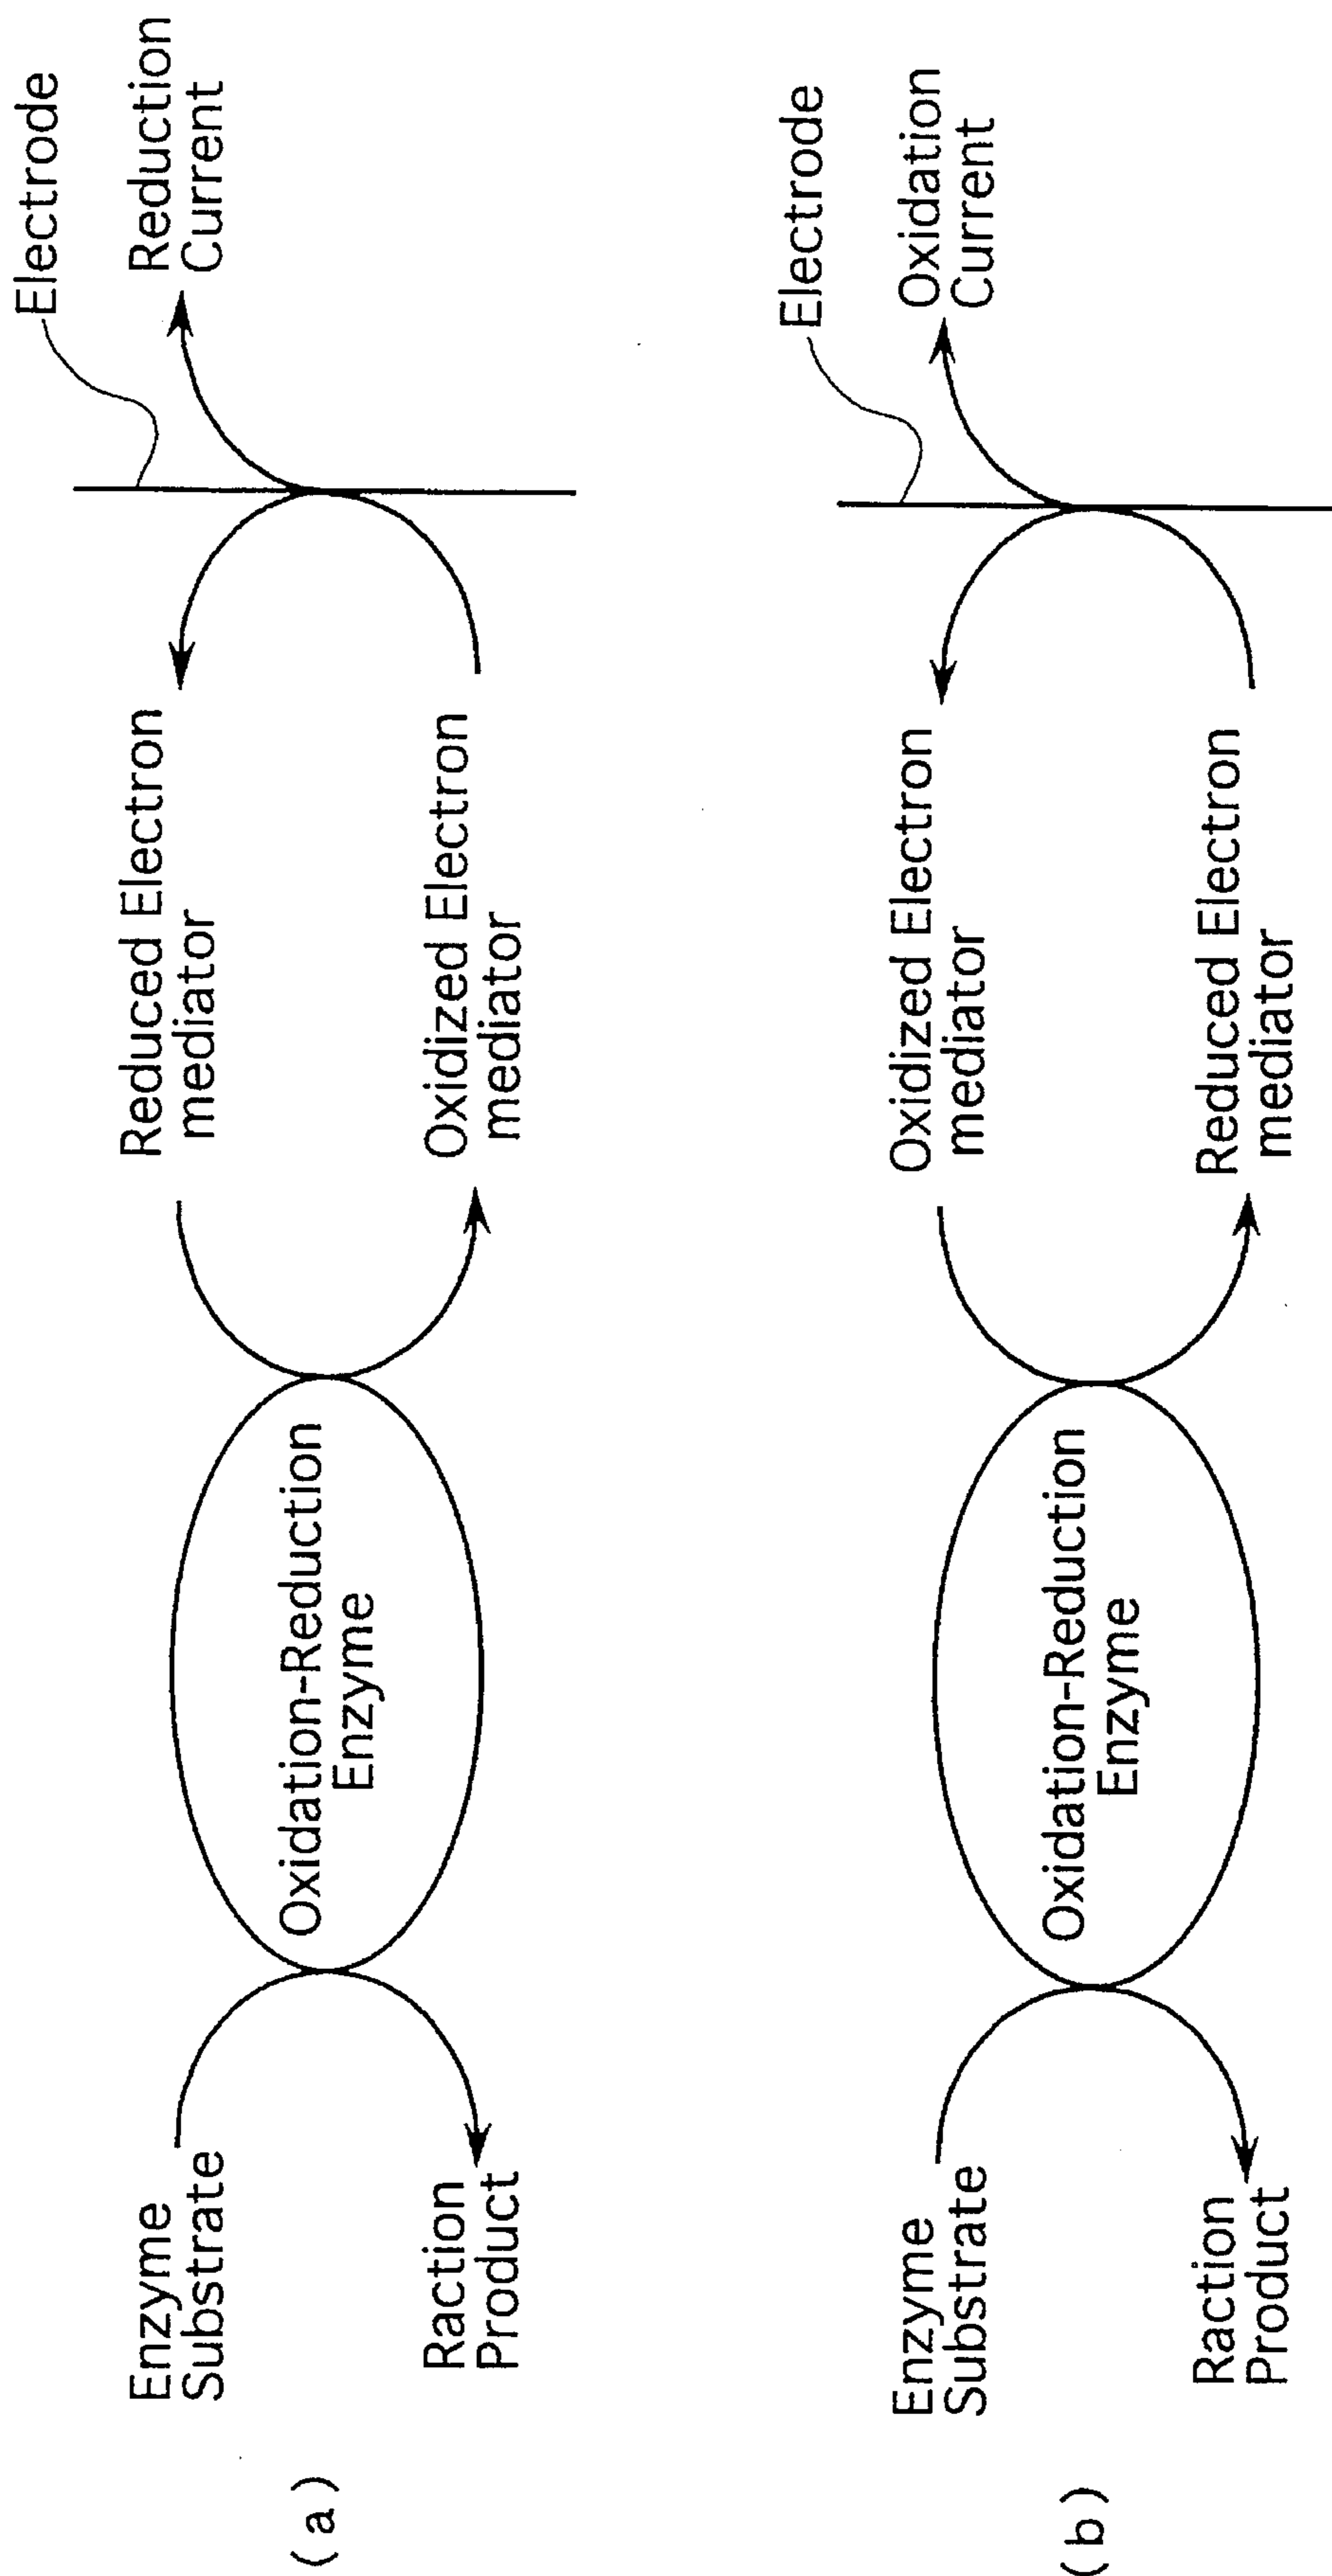 (a)
Enzyme
Substrate
Raction
Product
Oxidation-Reduction
Enzyme
Reduced Electron
mediator
Oxidized Electron
mediator
Electrode
Reduction
Current
(b)
Enzyme
Substrate
Raction
Product
Oxidation-Reduction
Enzyme
Oxidized Electron
mediator
Reduced Electron
mediator
Electrode
Oxidation
Current